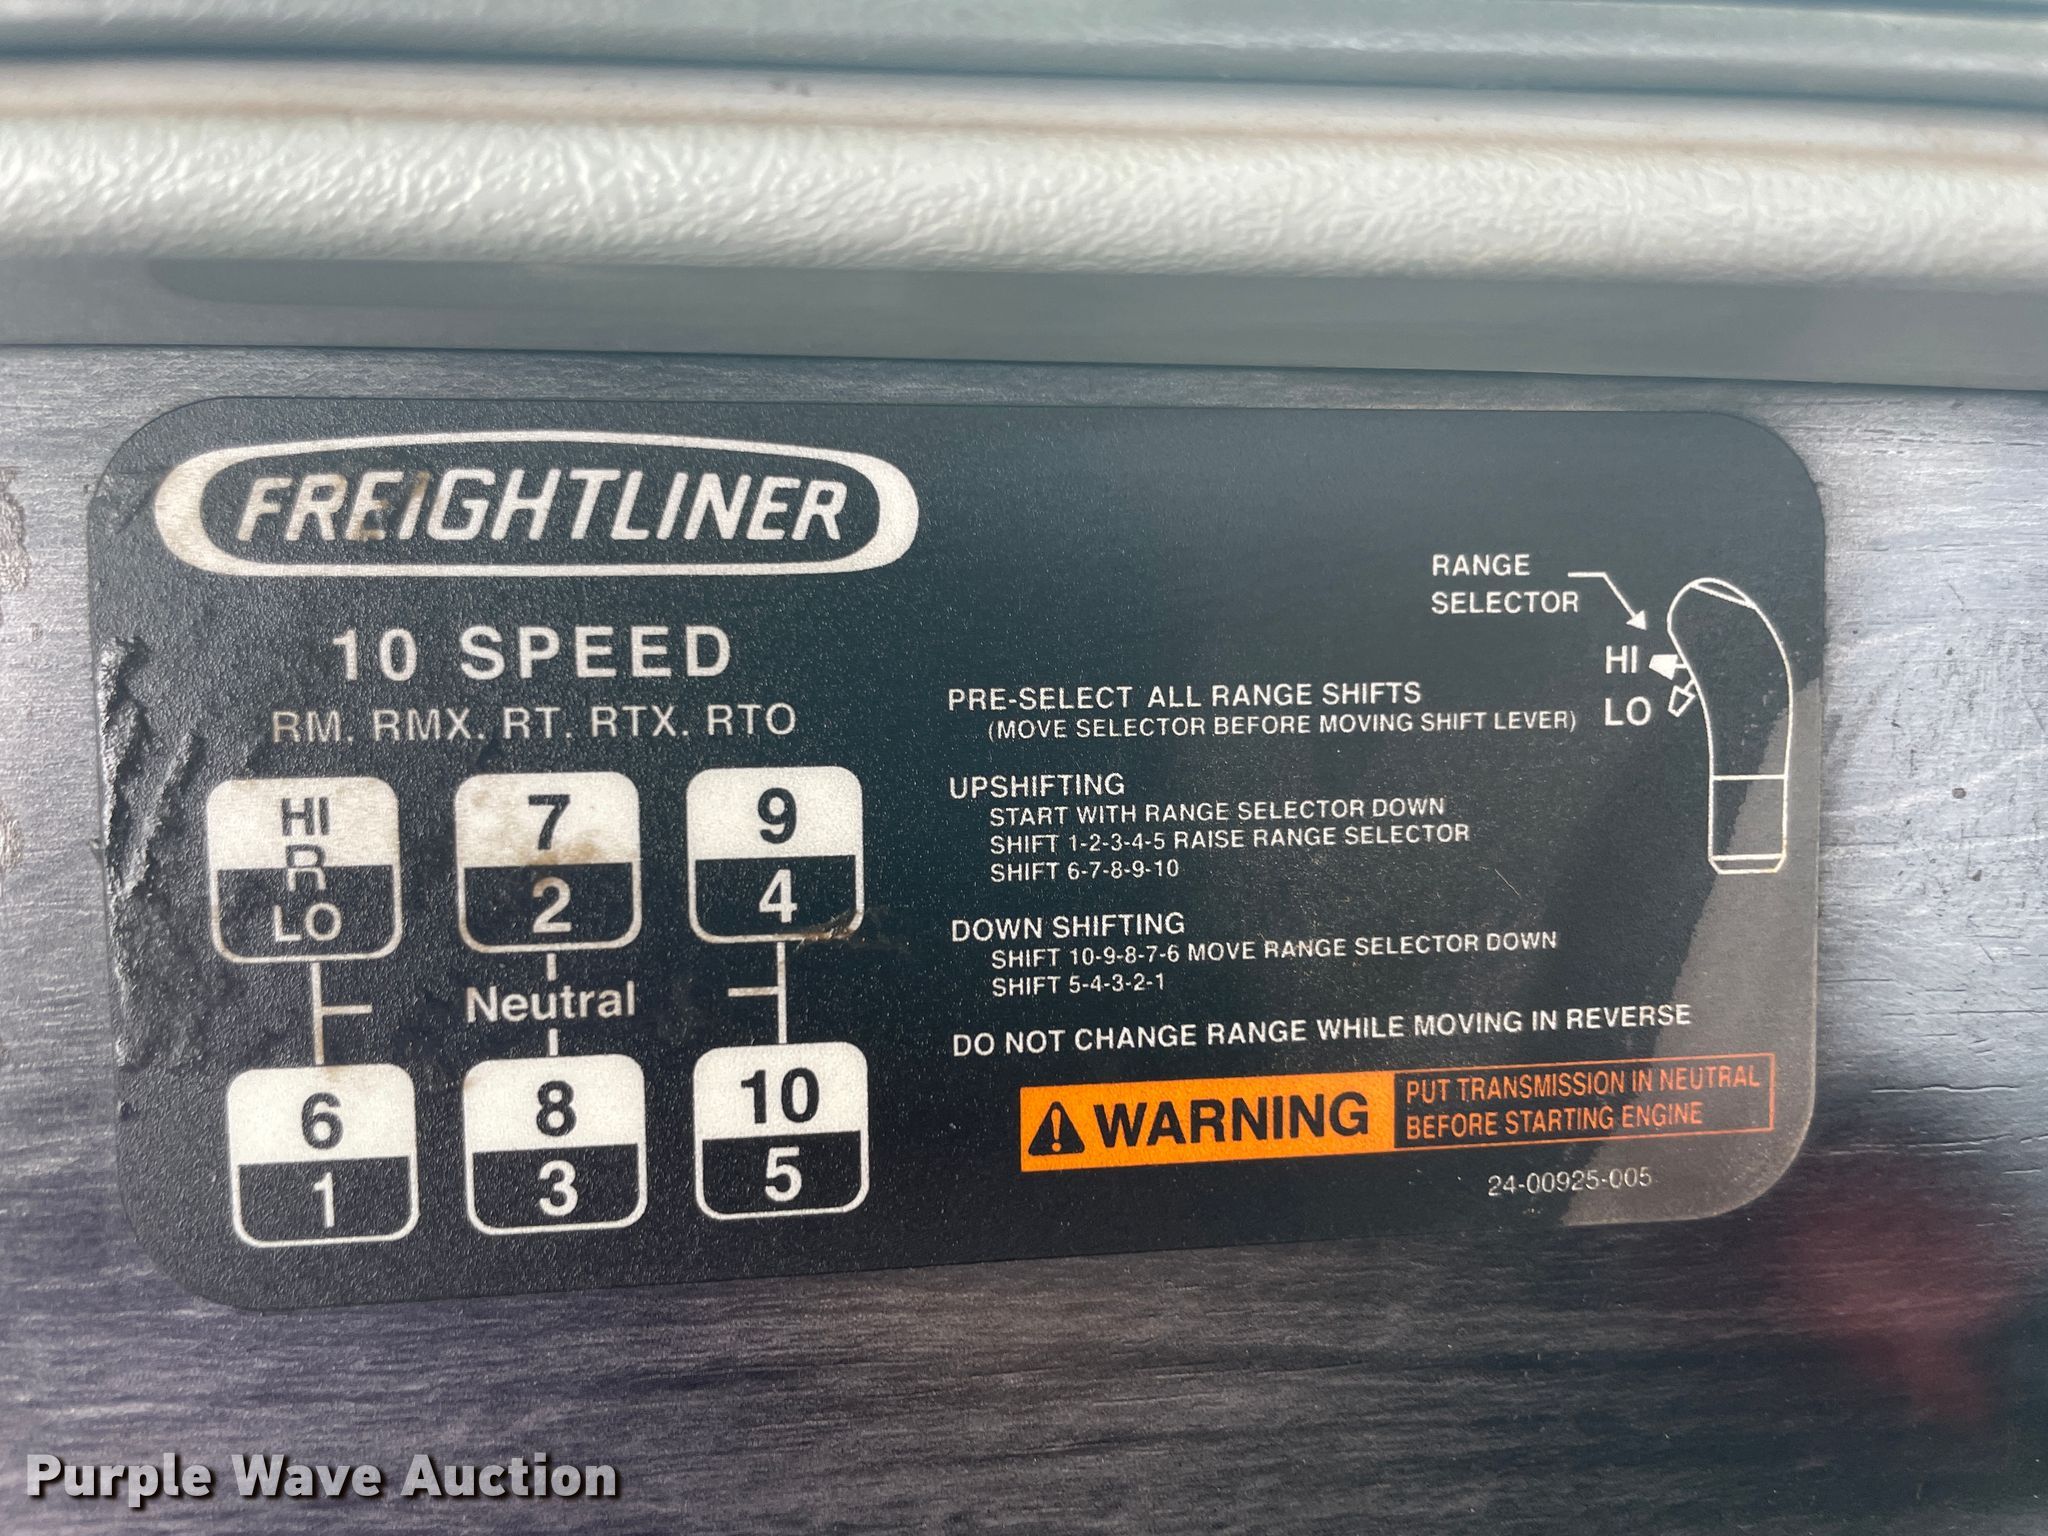 FREIGHTLINER
10 SPEED
RM. RMX. RT. RTX. RTO
HI
R
LO
7
2
9
4
Neutral
6
1
8
3
10
5
RANGE
SELECTOR
HI
LO
PRE-SELECT ALL RANGE SHIFTS
(MOVE SELECTOR BEFORE MOVING SHIFT LEVER)
UPSHIFTING
START WITH RANGE SELECTOR DOWN
SHIFT 1-2-3-4-5 RAISE RANGE SELECTOR
SHIFT 6-7-8-9-10
DOWN SHIFTING
SHIFT 10-9-8-7-6 MOVE RANGE SELECTOR DOWN
SHIFT 5-4-3-2-1
DO NOT CHANGE RANGE WHILE MOVING IN REVERSE
WARNING
PUT TRANSMISSION IN NEUTRAL
BEFORE STARTING ENGINE
24-00925-005
Purple Wave Auction